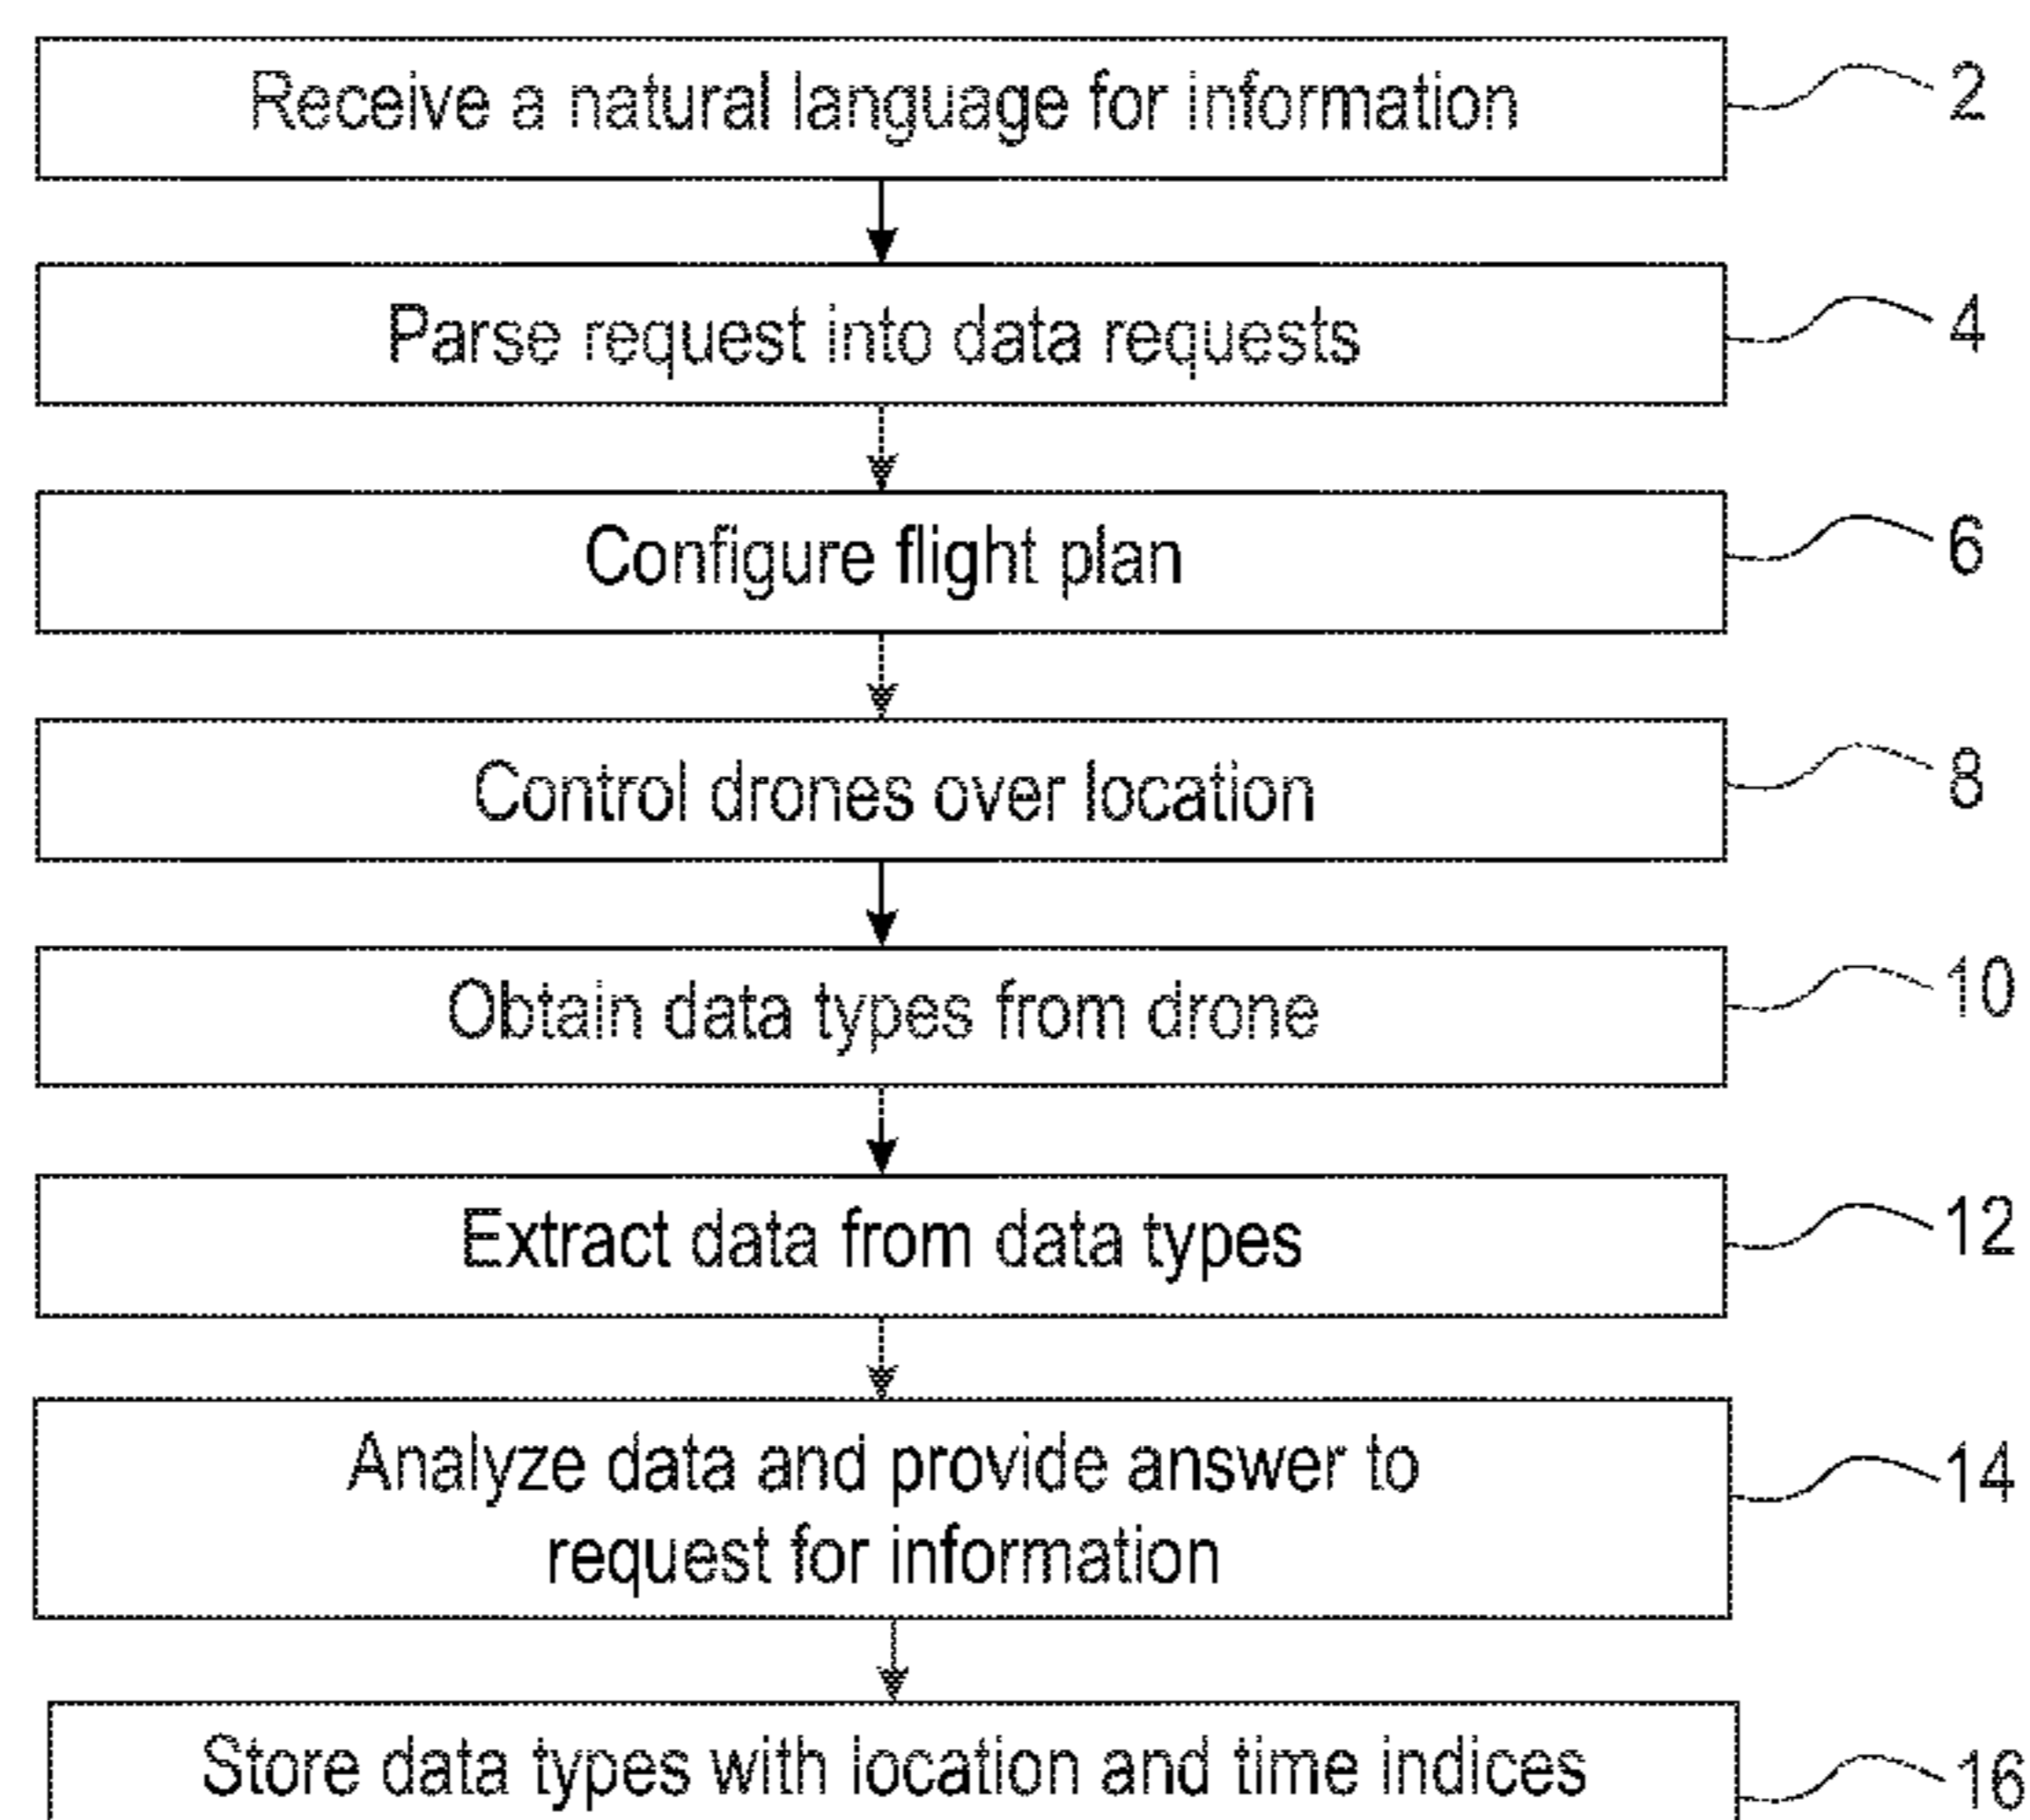 Receive a natural language for information 2
Parse request into data requests 4
Configure flight plan 6
Control drones over location 8
Obtain data types from drone 10
Extract data from data types 12
Analyze data and provide answer to 14
request for information
Store data types with location and time indices 16